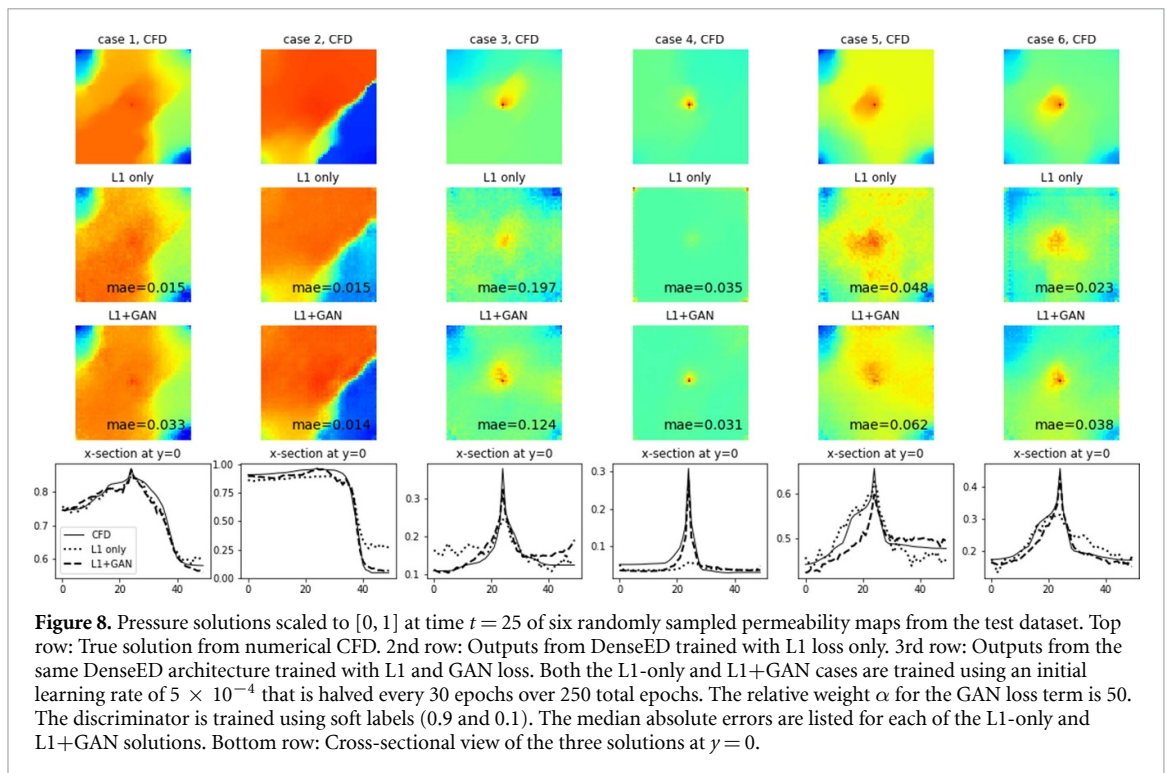 case 1, CFD
case 2, CFD
case 3, CFD
case 4, CFD
case 5, CFD
case 6, CFD
L1 only
L1 only
L1 only
L1 only
L1 only
L1 only
mae=0.015
mae=0.015
mae=0.197
mae=0.035
mae=0.048
mae=0.023
L1+GAN
L1+GAN
L1+GAN
L1+GAN
L1+GAN
L1+GAN
mae=0.033
mae=0.014
mae=0.124
mae=0.031
mae=0.062
mae=0.038
x-section at y=0
x-section at y=0
x-section at y=0
x-section at y=0
x-section at y=0
x-section at y=0
0.8
0.7
0.6
CFD
L1 only
L1+GAN
0 20 40
1.00
0.75
0.50
0.25
0.00
0 20 40
0.3
0.2
0.1
0 20 40
0.3
0.2
0.1
0 20 40
0.6
0.5
0 20 40
0.4
0.3
0.2
0 20 40
Figure 8. Pressure solutions scaled to [0, 1] at time t = 25 of six randomly sampled permeability maps from the test dataset. Top
row: True solution from numerical CFD. 2nd row: Outputs from DenseED trained with L1 loss only. 3rd row: Outputs from the
same DenseED architecture trained with L1 and GAN loss. Both the L1-only and L1+GAN cases are trained using an initial
learning rate of 5 × 10⁻⁴ that is halved every 30 epochs over 250 total epochs. The relative weight α for the GAN loss term is 50.
The discriminator is trained using soft labels (0.9 and 0.1). The median absolute errors are listed for each of the L1-only and
L1+GAN solutions. Bottom row: Cross-sectional view of the three solutions at y = 0.